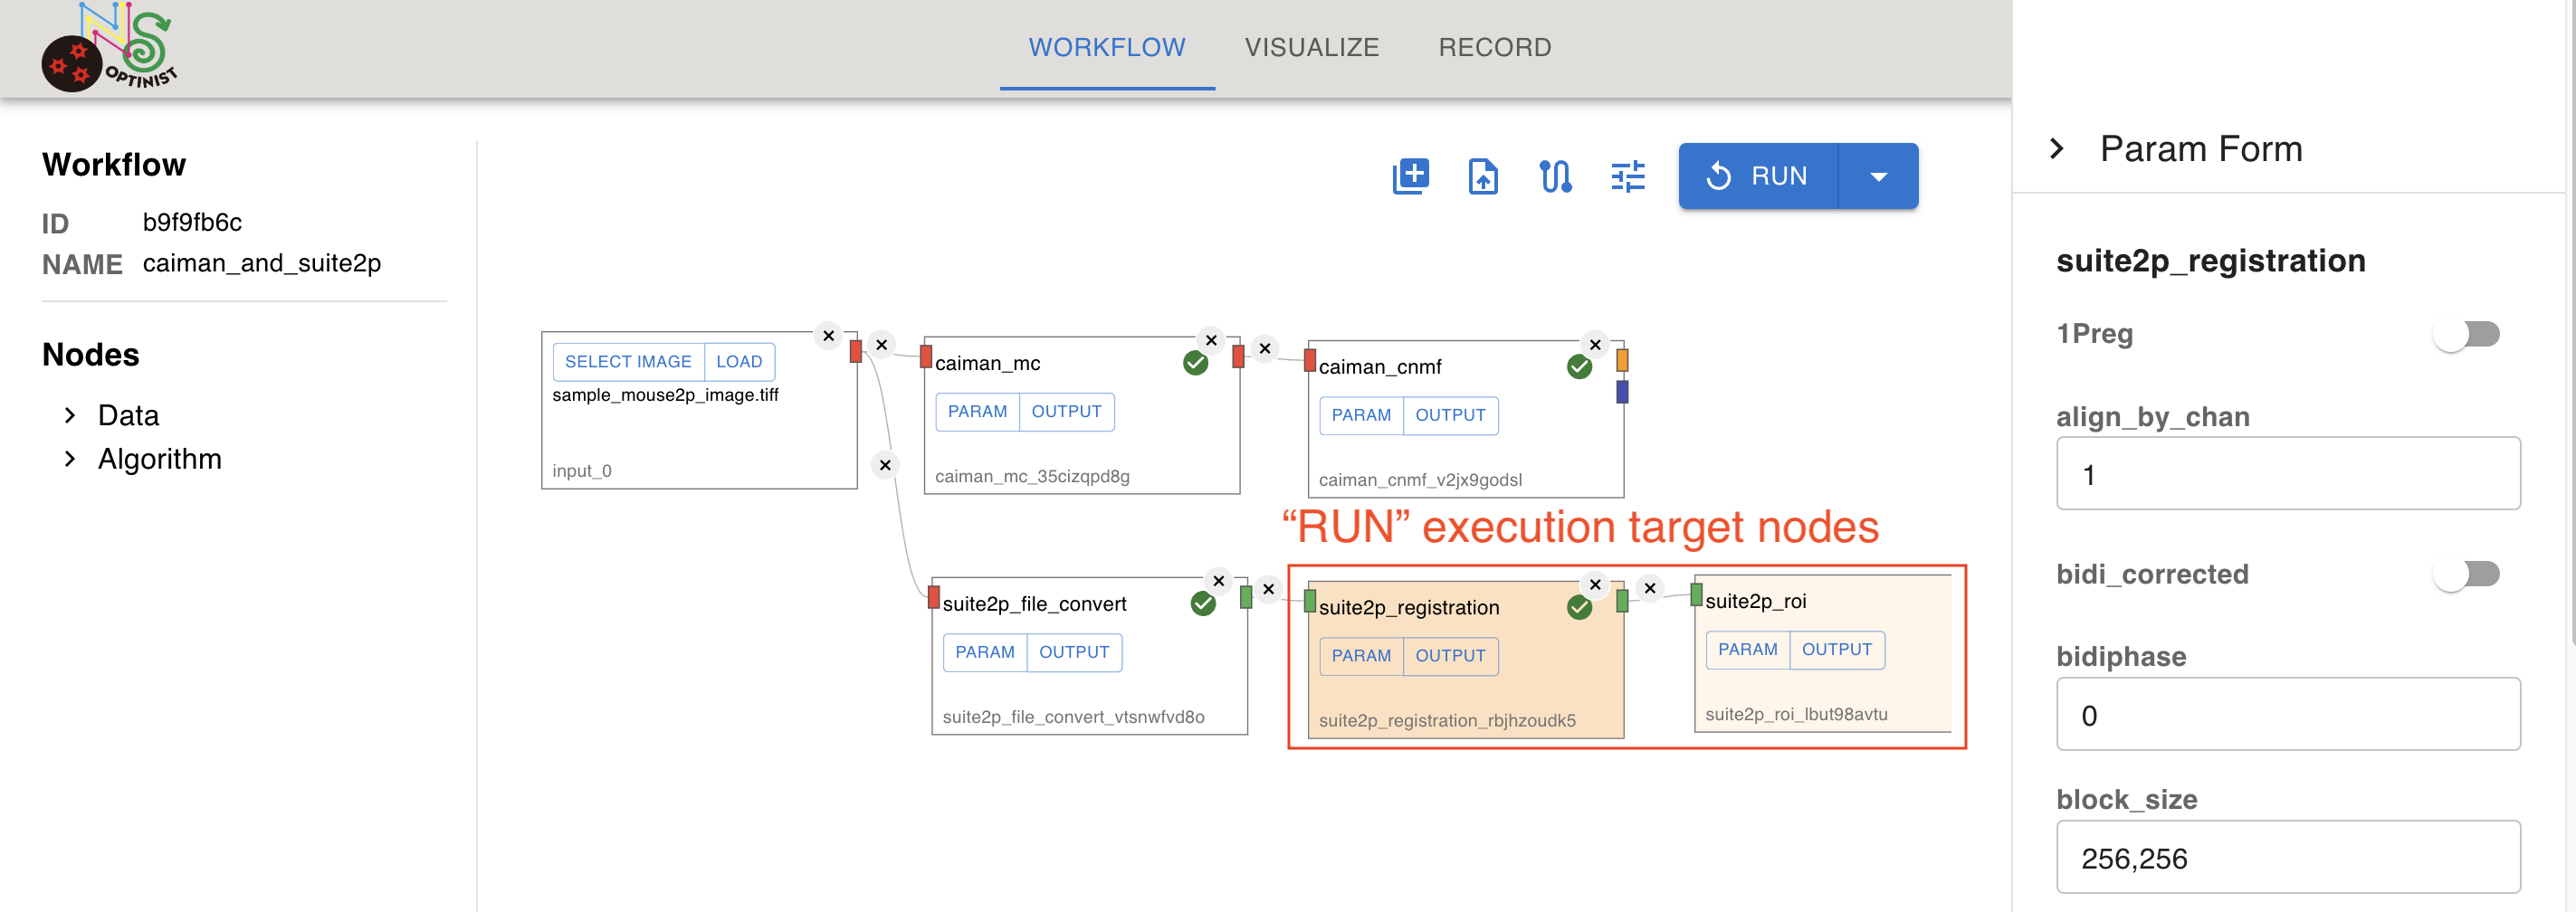 OPTINIST
WORKFLOW
VISUALIZE
RECORD
Workflow
ID b9f9fb6c
NAME caiman_and_suite2p
Nodes
Data
Algorithm
RUN
SELECT IMAGE
LOAD
sample_mouse2p_image.tiff
input_0
caiman_mc
PARAM
OUTPUT
caiman_mc_35cizqpd8g
caiman_cnmf
PARAM
OUTPUT
caiman_cnmf_v2jx9godsl
“RUN” execution target nodes
suite2p_file_convert
PARAM
OUTPUT
suite2p_file_convert_vtsnwfvd8o
suite2p_registration
PARAM
OUTPUT
suite2p_registration_rbjhzoudk5
suite2p_roi
PARAM
OUTPUT
suite2p_roi_lbut98avtu
Param Form
suite2p_registration
1Preg
align_by_chan
1
bidi_corrected
bidiphase
0
block_size
256,256